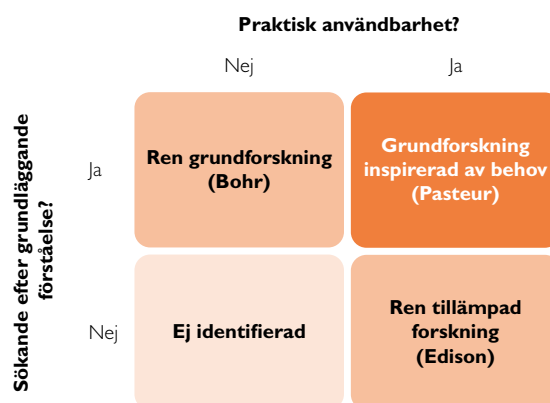 Praktisk användbarhet?
Nej
Ja
Sökande efter grundläggande
förståelse?
Ja
Ren grundforskning
(Bohr)
Grundforskning
inspirerad av behov
(Pasteur)
Nej
Ej identifierad
Ren tillämpad
forskning
(Edison)